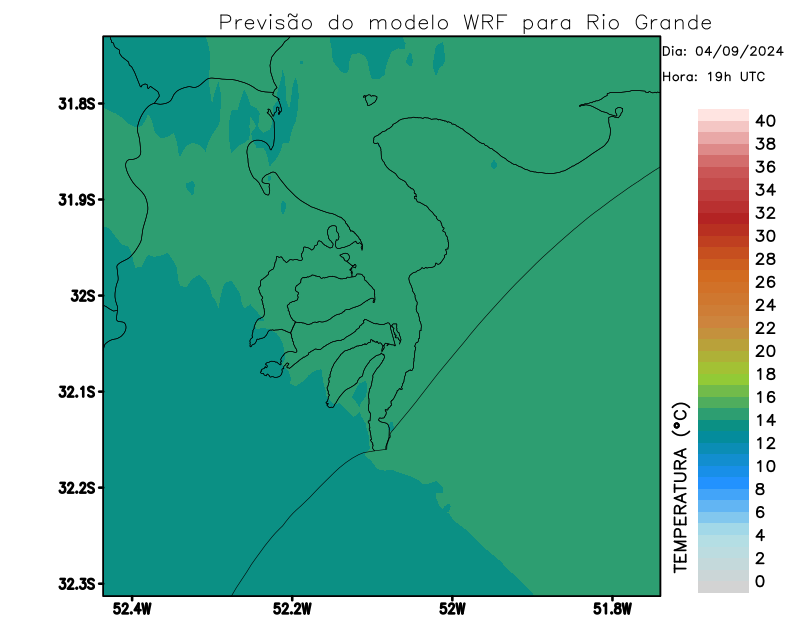 Previsão do modelo WRF para Rio Grande
Dia: 04/09/2024
Hora: 19h UTC
31.8S
31.9S
32S
32.1S
32.2S
32.3S
52.4W
52.2W
52W
51.8W
TEMPERATURA (°C)
40
38
36
34
32
30
28
26
24
22
20
18
16
14
12
10
8
6
4
2
0